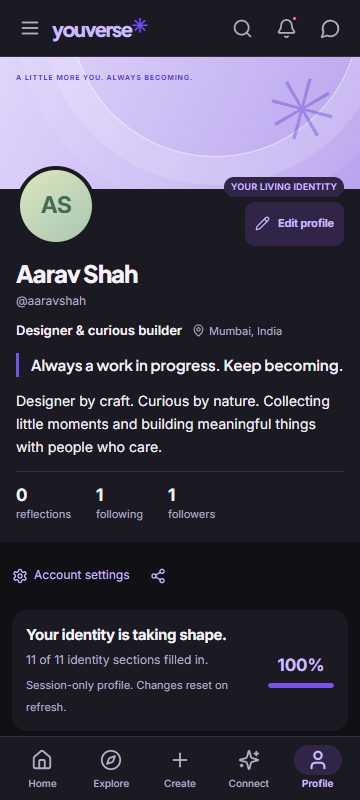 youverse
A LITTLE MORE YOU. ALWAYS BECOMING.
AS
YOUR LIVING IDENTITY
Edit profile
Aarav Shah
@aaravshah
Designer & curious builder Mumbai, India
Always a work in progress. Keep becoming.
Designer by craft. Curious by nature. Collecting
little moments and building meaningful things
with people who care.
0 1 1
reflections following followers
Account settings
Your identity is taking shape.
11 of 11 identity sections filled in.
100%
Session-only profile. Changes reset on
refresh.
Home Explore Create Connect Profile